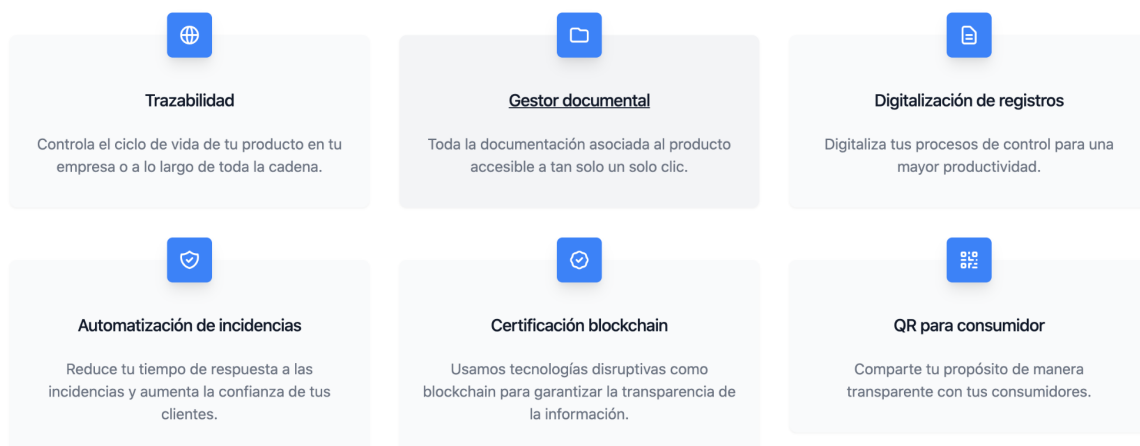 Trazabilidad
Controla el ciclo de vida de tu producto en tu
empresa o a lo largo de toda la cadena.
Gestor documental
Toda la documentación asociada al producto
accesible a tan solo un solo clic.
Digitalización de registros
Digitaliza tus procesos de control para una
mayor productividad.
Automatización de incidencias
Reduce tu tiempo de respuesta a las
incidencias y aumenta la confianza de tus
clientes.
Certificación blockchain
Usamos tecnologías disruptivas como
blockchain para garantizar la transparencia de
la información.
QR para consumidor
Comparte tu propósito de manera
transparente con tus consumidores.